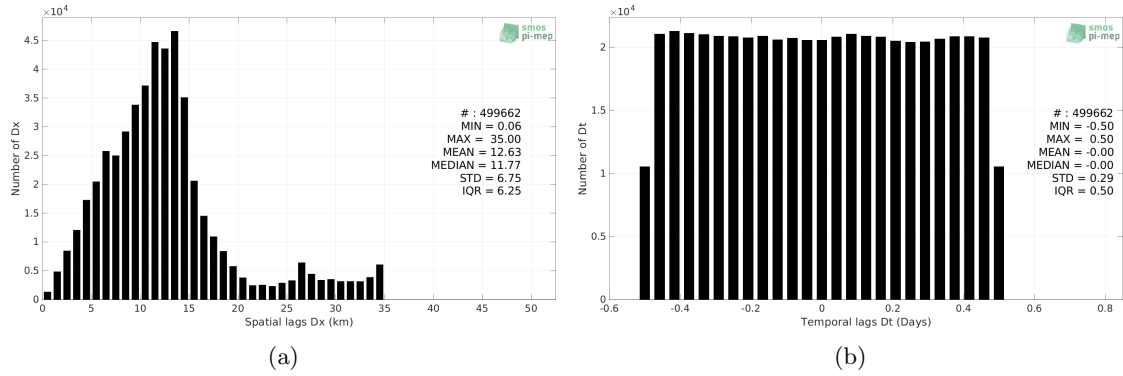 ×10⁴
4.5
4
3.5
3
2.5
2
1.5
1
0.5
0
Number of Dx
smos
pi-mep
# : 499662
MIN = 0.06
MAX = 35.00
MEAN = 12.63
MEDIAN = 11.77
STD = 6.75
IQR = 6.25
0 5 10 15 20 25 30 35 40 45 50
Spatial lags Dx (km)
(a)
×10⁴
2
1.5
1
0.5
0
Number of Dt
smos
pi-mep
# : 499662
MIN = -0.50
MAX = 0.50
MEAN = -0.00
MEDIAN = -0.00
STD = 0.29
IQR = 0.50
-0.6 -0.4 -0.2 0 0.2 0.4 0.6 0.8
Temporal lags Dt (Days)
(b)